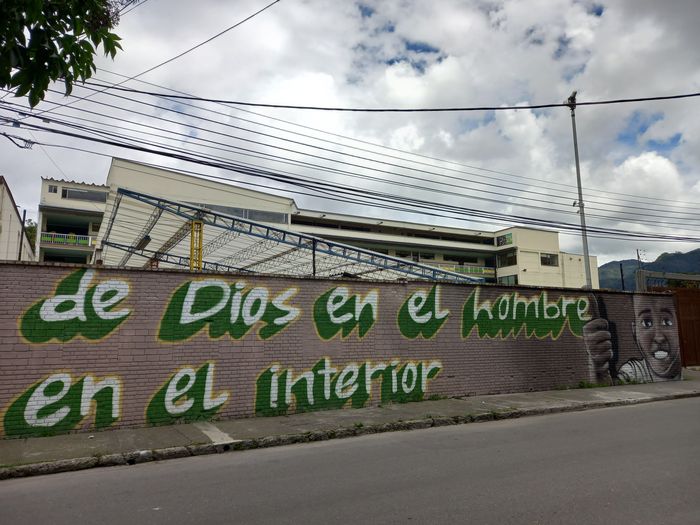 de Dios en el hombre
en el interior